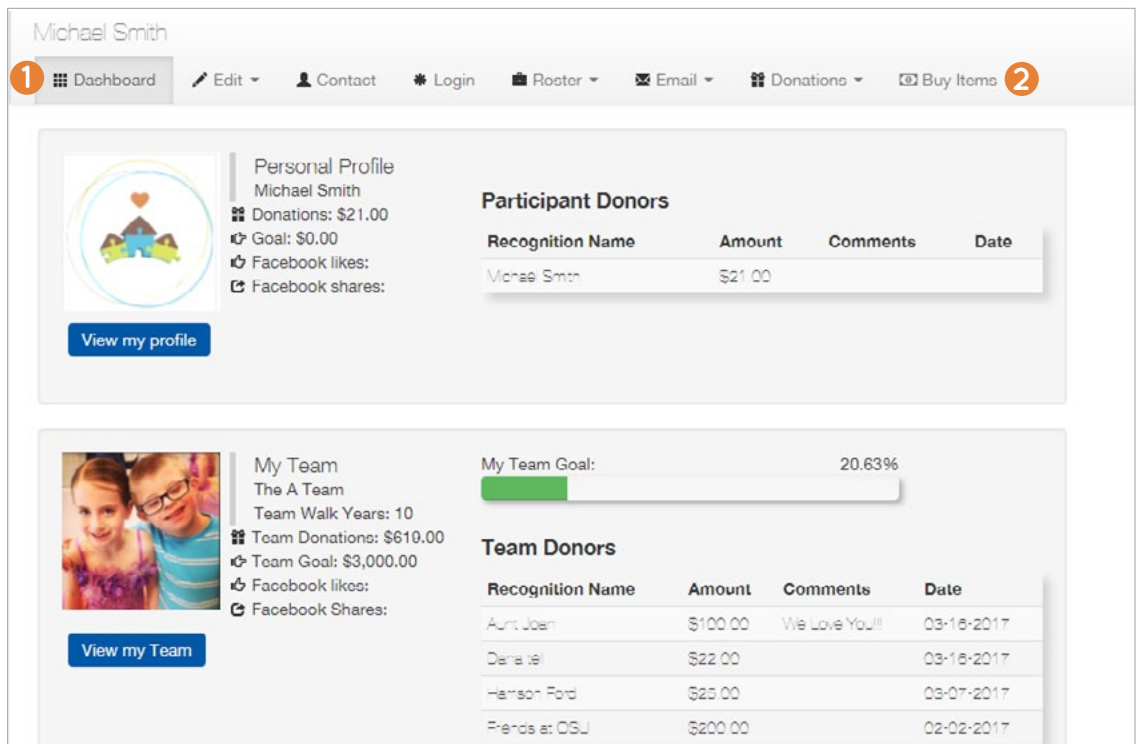 Michael Smith
1 Dashboard Edit Contact Login Roster Email Donations Buy Items 2
Personal Profile
Michael Smith
Donations: $21.00
Goal: $0.00
Facebook likes:
Facebook shares:
View my profile
Participant Donors
Recognition Name Amount Comments Date
Michael Smith $21.00
My Team
The A Team
Team Walk Years: 10
Team Donations: $619.00
Team Goal: $3,000.00
Facebook likes:
Facebook Shares:
View my Team
My Team Goal: 20.63%
Team Donors
Recognition Name Amount Comments Date
Aunt Joan $100.00 We Love You!!! 03-16-2017
$22.00 03-16-2017
Harrison Ford $25.00 03-07-2017
Friends at OSU $200.00 02-02-2017